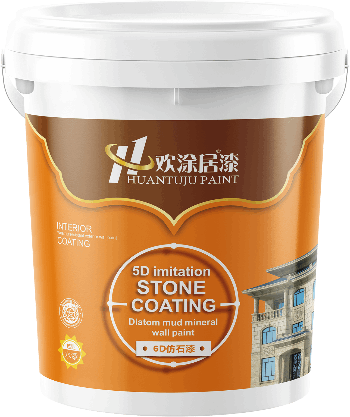 欢涂居漆
HUANTUJU PAINT
INTERIOR
COATING
5D imitation
STONE
COATING
Diatom mud mineral
wall paint
6D仿石漆